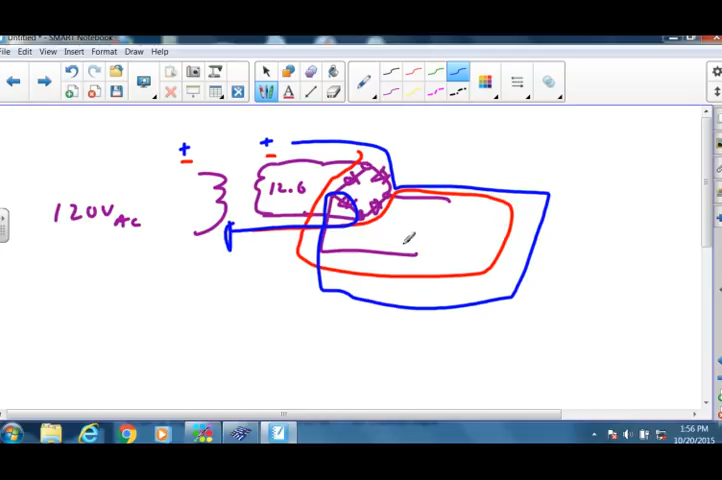 Untitled * - SMART Notebook
File Edit View Insert Format Draw Help
+ +
- -
12.6
120VAC
1:56 PM
10/20/2015